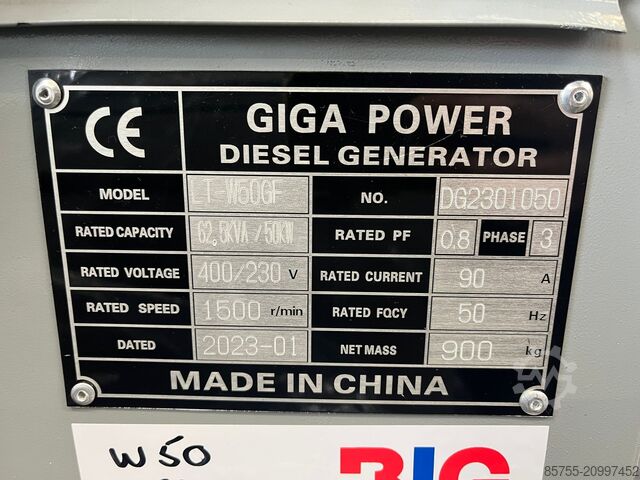 CE GIGA POWER
DIESEL GENERATOR
MODEL LT-W50GF NO. DG2301050
RATED CAPACITY 62.5KVA/50KW RATED PF 0.8 PHASE 3
RATED VOLTAGE 400/230 V RATED CURRENT 90 A
RATED SPEED 1500 r/min RATED FQCY 50 Hz
DATED 2023-01 NET MASS 900 kg
MADE IN CHINA
W50 BIG
85755-20997452